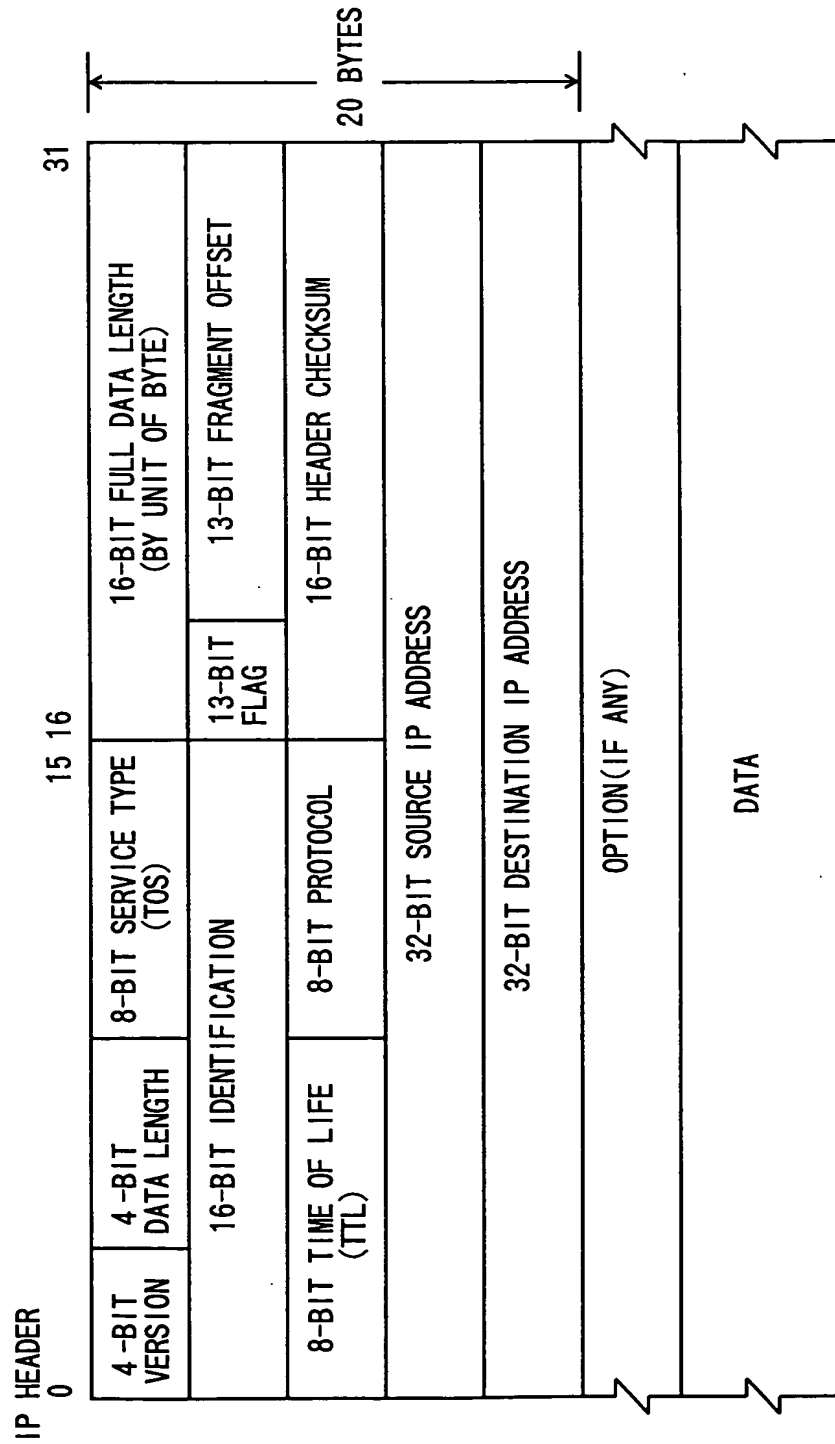 IP HEADER
0
15 16
31
4-BIT
VERSION
4-BIT
DATA LENGTH
8-BIT SERVICE TYPE
(TOS)
16-BIT FULL DATA LENGTH
(BY UNIT OF BYTE)
16-BIT IDENTIFICATION
13-BIT
FLAG
13-BIT FRAGMENT OFFSET
8-BIT TIME OF LIFE
(TTL)
8-BIT PROTOCOL
16-BIT HEADER CHECKSUM
32-BIT SOURCE IP ADDRESS
32-BIT DESTINATION IP ADDRESS
20 BYTES
OPTION(IF ANY)
DATA